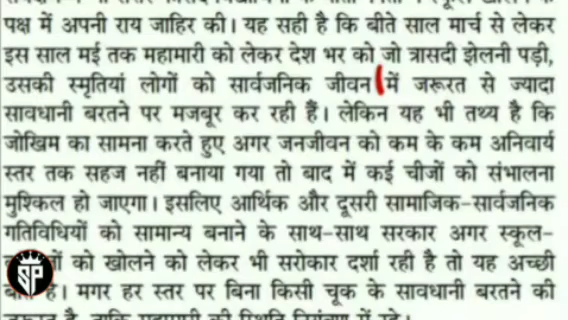 पक्ष में अपनी राय जाहिर की। यह सही है कि बीते साल मार्च से लेकर
इस साल मई तक महामारी को लेकर देश भर को जो त्रासदी झेलनी पड़ी,
उसकी स्मृतियां लोगों को सार्वजनिक जीवन में जरूरत से ज्यादा
सावधानी बरतने पर मजबूर कर रही हैं। लेकिन यह भी तथ्य है कि
जोखिम का सामना करते हुए अगर जनजीवन को कम के कम अनिवार्य
स्तर तक सहज नहीं बनाया गया तो बाद में कई चीजों को संभालना
मुश्किल हो जाएगा। इसलिए आर्थिक और दूसरी सामाजिक-सार्वजनिक
गतिविधियों को सामान्य बनाने के साथ-साथ सरकार अगर स्कूल-
को खोलने को लेकर भी सरोकार दर्शा रही है तो यह अच्छी
है। मगर हर स्तर पर बिना किसी चूक के सावधानी बरतने की
SP